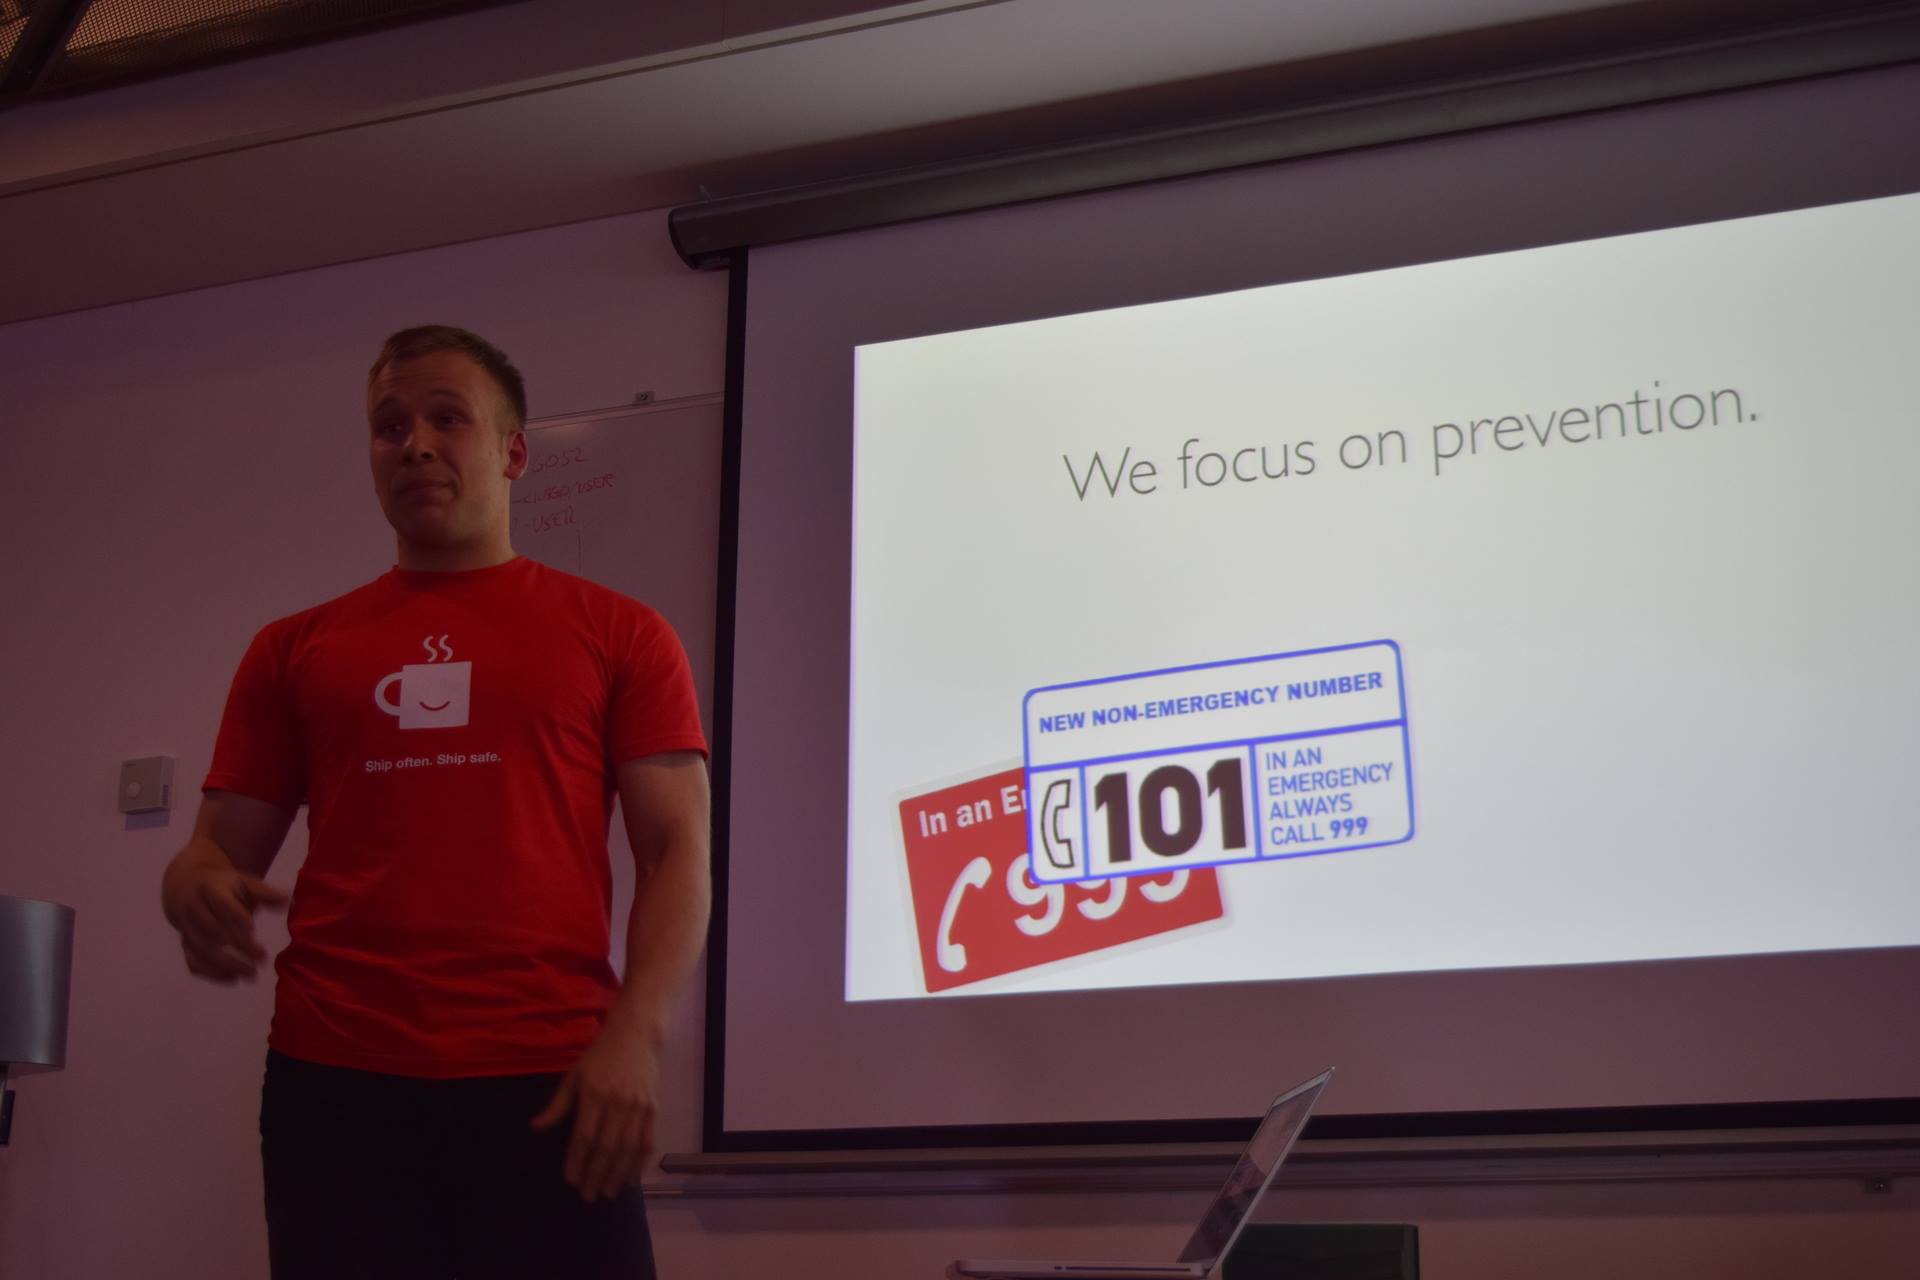 We focus on prevention.
NEW NON-EMERGENCY NUMBER
101
IN AN
EMERGENCY
ALWAYS
CALL 999
In an
999
Ship often. Ship safe.
USER